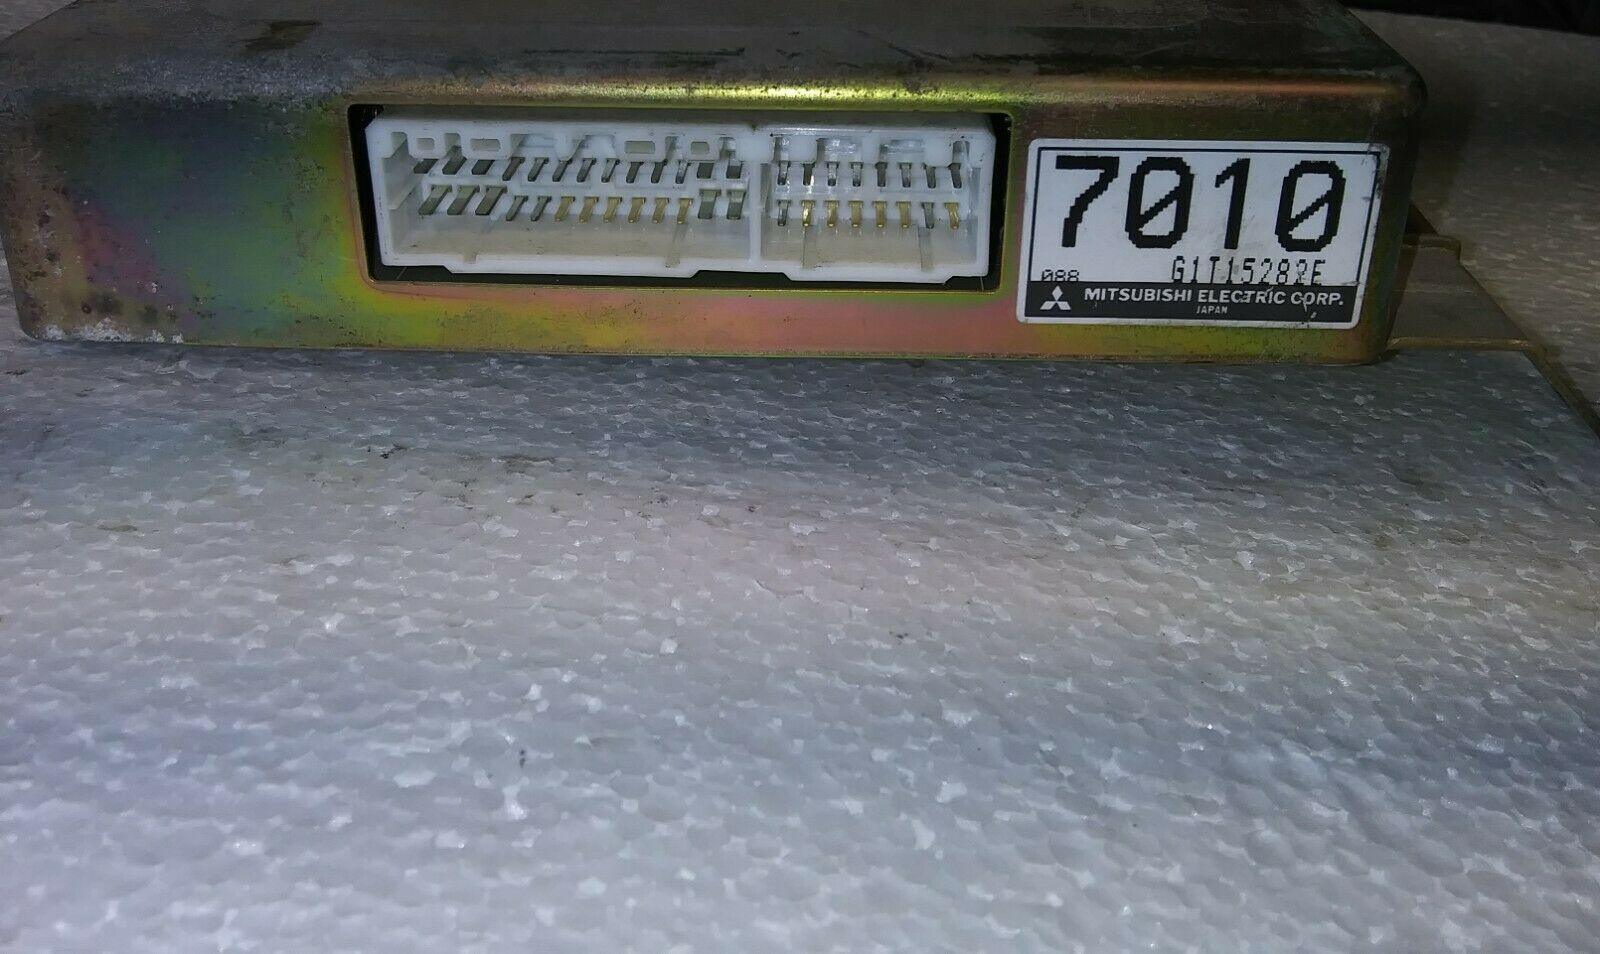 7010
088 G1T15282E
MITSUBISHI ELECTRIC CORP.
JAPAN